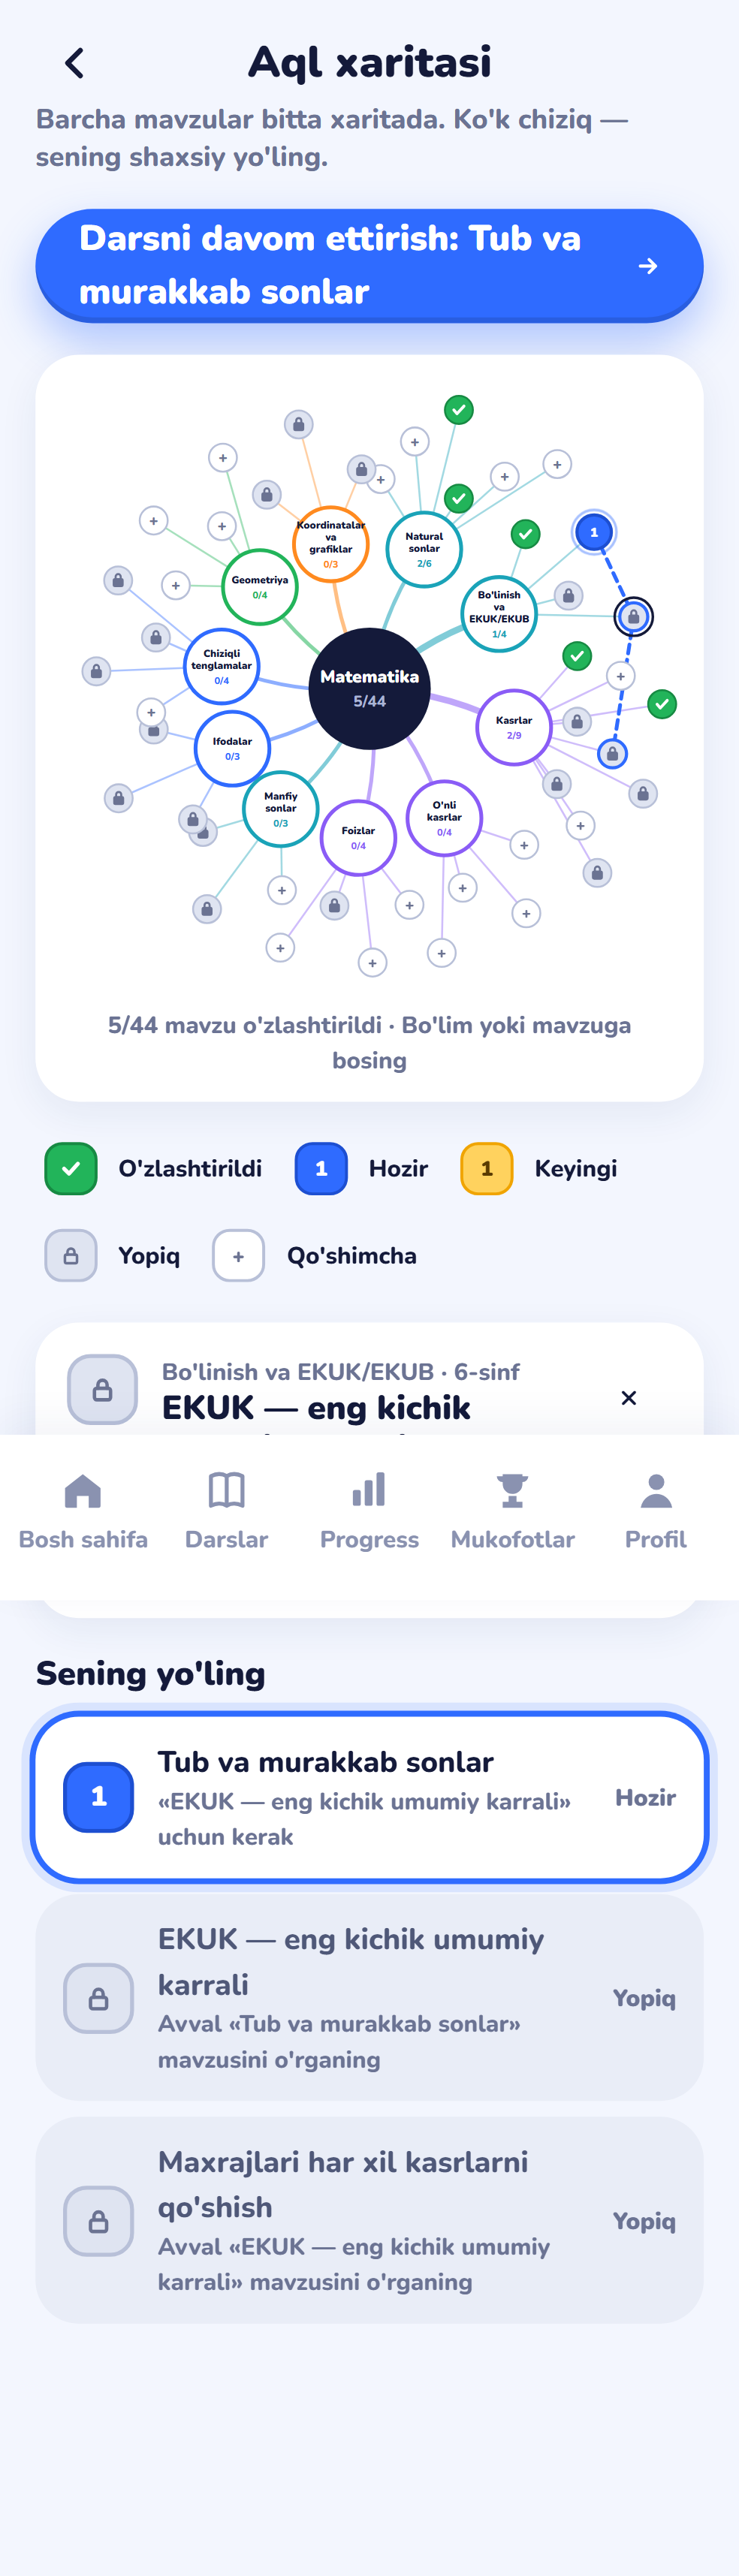 Aql xaritasi
Barcha mavzular bitta xaritada. Ko'k chiziq —
sening shaxsiy yo'ling.
Darsni davom ettirish: Tub va
murakkab sonlar
Koordinatalar
va
grafiklar
0/3
Natural
sonlar
2/6
1
Geometriya
0/4
Bo'linish
va
EKUK/EKUB
1/4
Chiziqli
tenglamalar
0/4
Matematika
5/44
Kasrlar
2/9
Ifodalar
0/3
Manfiy
sonlar
0/3
Foizlar
0/4
O'nli
kasrlar
0/4
5/44 mavzu o'zlashtirildi · Bo'lim yoki mavzuga
bosing
O'zlashtirildi
1 Hozir
1 Keyingi
Yopiq
+ Qo'shimcha
Bo'linish va EKUK/EKUB · 6-sinf
EKUK — eng kichik
Bosh sahifa
Darslar
Progress
Mukofotlar
Profil
Sening yo'ling
1
Tub va murakkab sonlar
«EKUK — eng kichik umumiy karrali»
uchun kerak
Hozir
EKUK — eng kichik umumiy
karrali
Avval «Tub va murakkab sonlar»
mavzusini o'rganing
Yopiq
Maxrajlari har xil kasrlarni
qo'shish
Avval «EKUK — eng kichik umumiy
karrali» mavzusini o'rganing
Yopiq